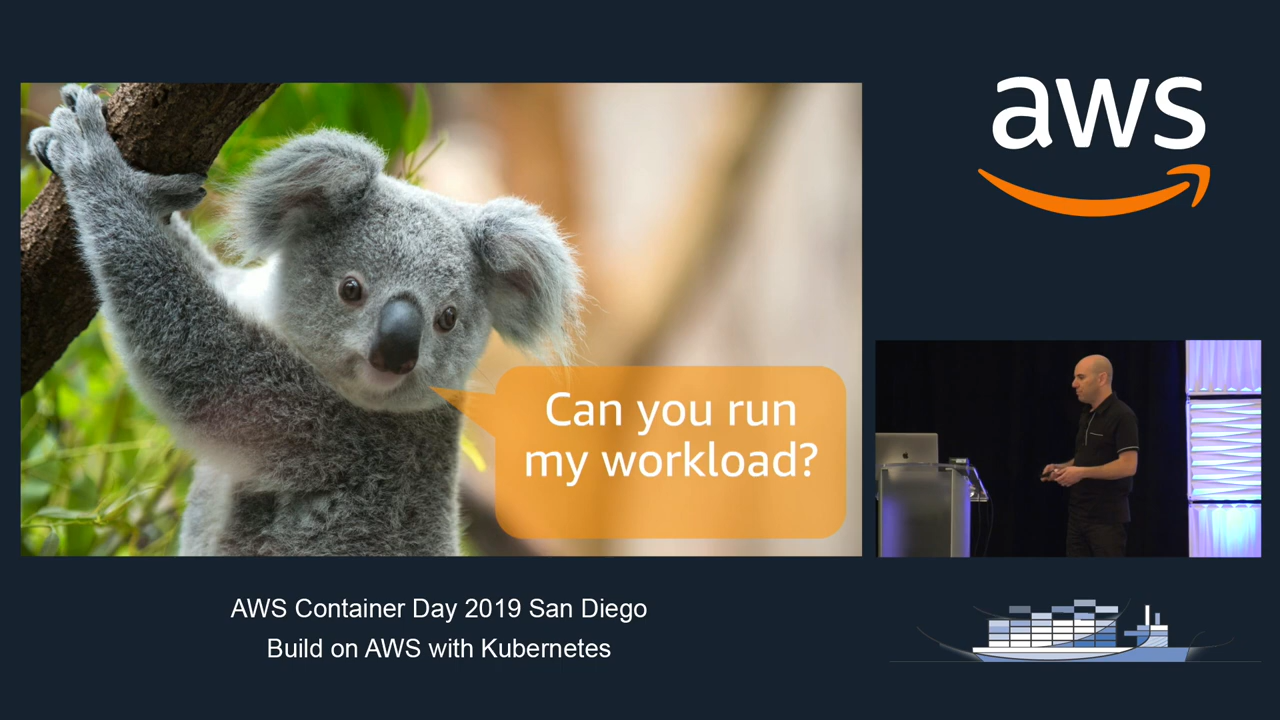 aws
Can you run
my workload?
AWS Container Day 2019 San Diego
Build on AWS with Kubernetes